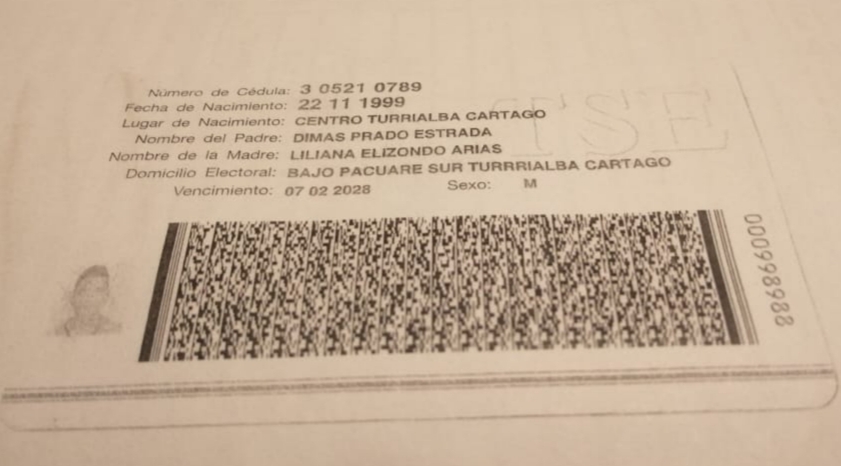 Número de Cédula: 3 0521 0789
Fecha de Nacimiento: 22 11 1999
Lugar de Nacimiento: CENTRO TURRIALBA CARTAGO
Nombre del Padre: DIMAS PRADO ESTRADA
Nombre de la Madre: LILIANA ELIZONDO ARIAS
Domicilio Electoral: BAJO PACUARE SUR TURRRIALBA CARTAGO
Vencimiento: 07 02 2028 Sexo: M
TSE
000998988